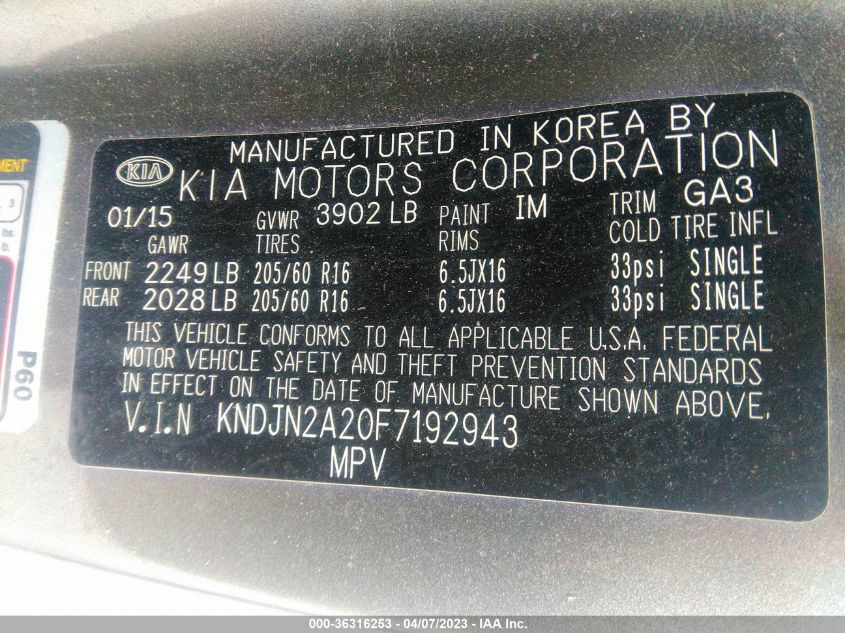 MENT
3
lbs.
lb.
P60
MANUFACTURED IN KOREA BY
KIA KIA MOTORS CORPORATION
01/15 GVWR 3902 LB PAINT IM TRIM GA3
GAWR TIRES RIMS COLD TIRE INFL
FRONT 2249 LB 205/60 R16 6.5JX16 33psi SINGLE
REAR 2028 LB 205/60 R16 6.5JX16 33psi SINGLE
THIS VEHICLE CONFORMS TO ALL APPLICABLE U.S.A. FEDERAL
MOTOR VEHICLE SAFETY AND THEFT PREVENTION STANDARDS
IN EFFECT ON THE DATE OF MANUFACTURE SHOWN ABOVE.
V.I.N KNDJN2A20F7192943
MPV
000-36316253 - 04/07/2023 - IAA Inc.